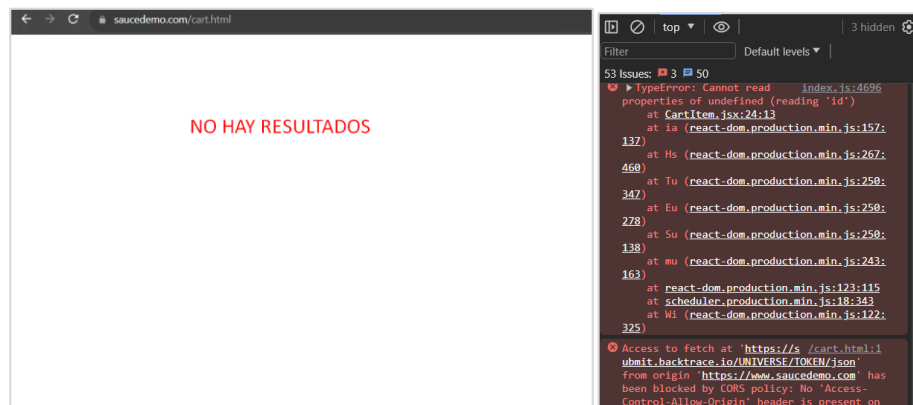 saucedemo.com/cart.html
NO HAY RESULTADOS
top
3 hidden
Filter
Default levels
53 Issues: 3 50
TypeError: Cannot read index.js:4696
properties of undefined (reading 'id')
at CartItem.jsx:24:13
at ia (react-dom.production.min.js:157:
137)
at Hs (react-dom.production.min.js:267:
460)
at Tu (react-dom.production.min.js:250:
347)
at Eu (react-dom.production.min.js:250:
278)
at Su (react-dom.production.min.js:250:
138)
at mu (react-dom.production.min.js:243:
163)
at react-dom.production.min.js:123:115
at scheduler.production.min.js:18:343
at Wi (react-dom.production.min.js:122:
325)
Access to fetch at 'https://s /cart.html:1
ubmit.backtrace.io/UNIVERSE/TOKEN/json'
from origin 'https://www.saucedemo.com' has
been blocked by CORS policy: No 'Access-
Control-Allow-Origin' header is present on